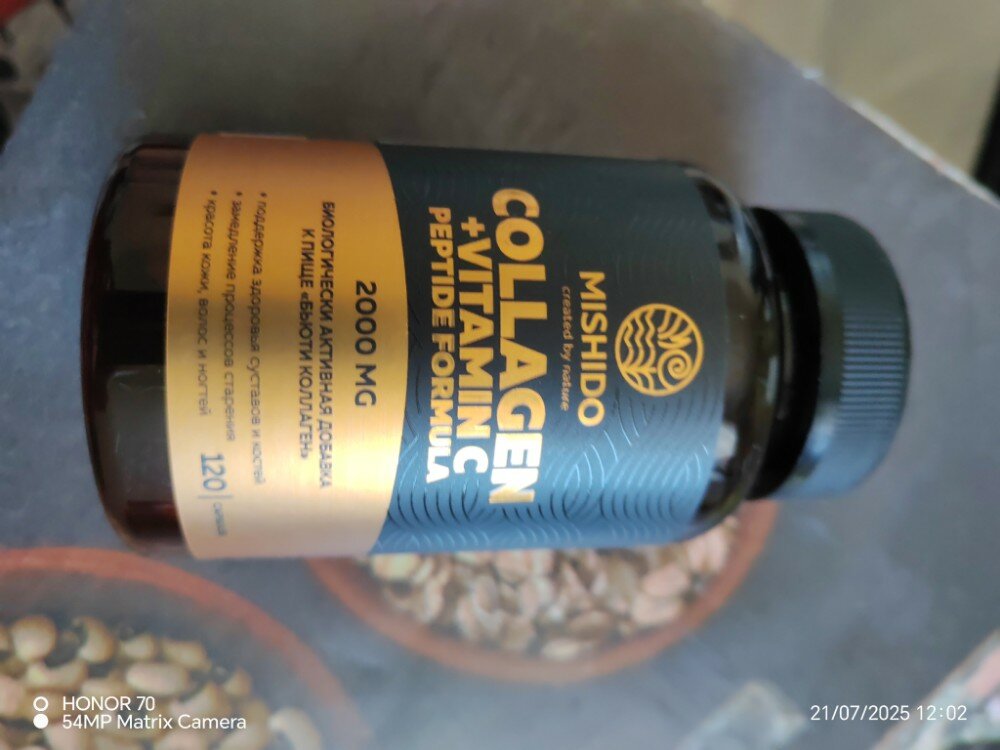 MISHIDO
created by nature
COLLAGEN
+VITAMIN C
PEPTIDE FORMULA
2000 MG
БИОЛОГИЧЕСКИ АКТИВНАЯ ДОБАВКА
К ПИЩЕ «БЬЮТИ КОЛЛАГЕН»
• поддержка здоровья суставов и костей
• замедление процессов старения
• красота кожи, волос и ногтей
120
HONOR 70
54MP Matrix Camera
21/07/2025 12:02